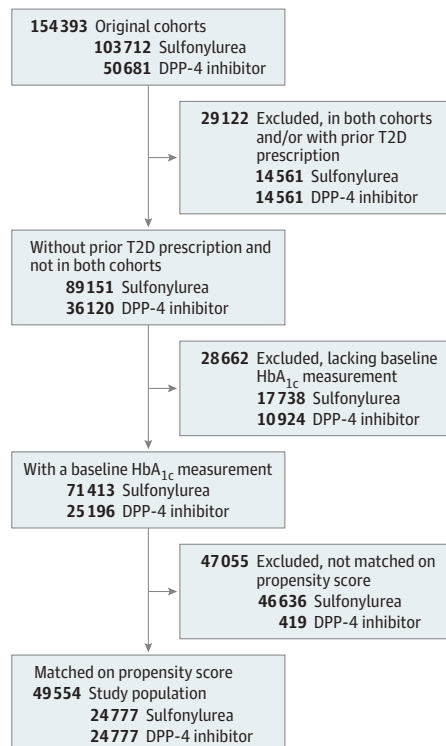 154393 Original cohorts
103712 Sulfonylurea
50681 DPP-4 inhibitor
29122 Excluded, in both cohorts
and/or with prior T2D
prescription
14561 Sulfonylurea
14561 DPP-4 inhibitor
Without prior T2D prescription and
not in both cohorts
89151 Sulfonylurea
36120 DPP-4 inhibitor
28662 Excluded, lacking baseline
HbA1c measurement
17738 Sulfonylurea
10924 DPP-4 inhibitor
With a baseline HbA1c measurement
71413 Sulfonylurea
25196 DPP-4 inhibitor
47055 Excluded, not matched on
propensity score
46636 Sulfonylurea
419 DPP-4 inhibitor
Matched on propensity score
49554 Study population
24777 Sulfonylurea
24777 DPP-4 inhibitor